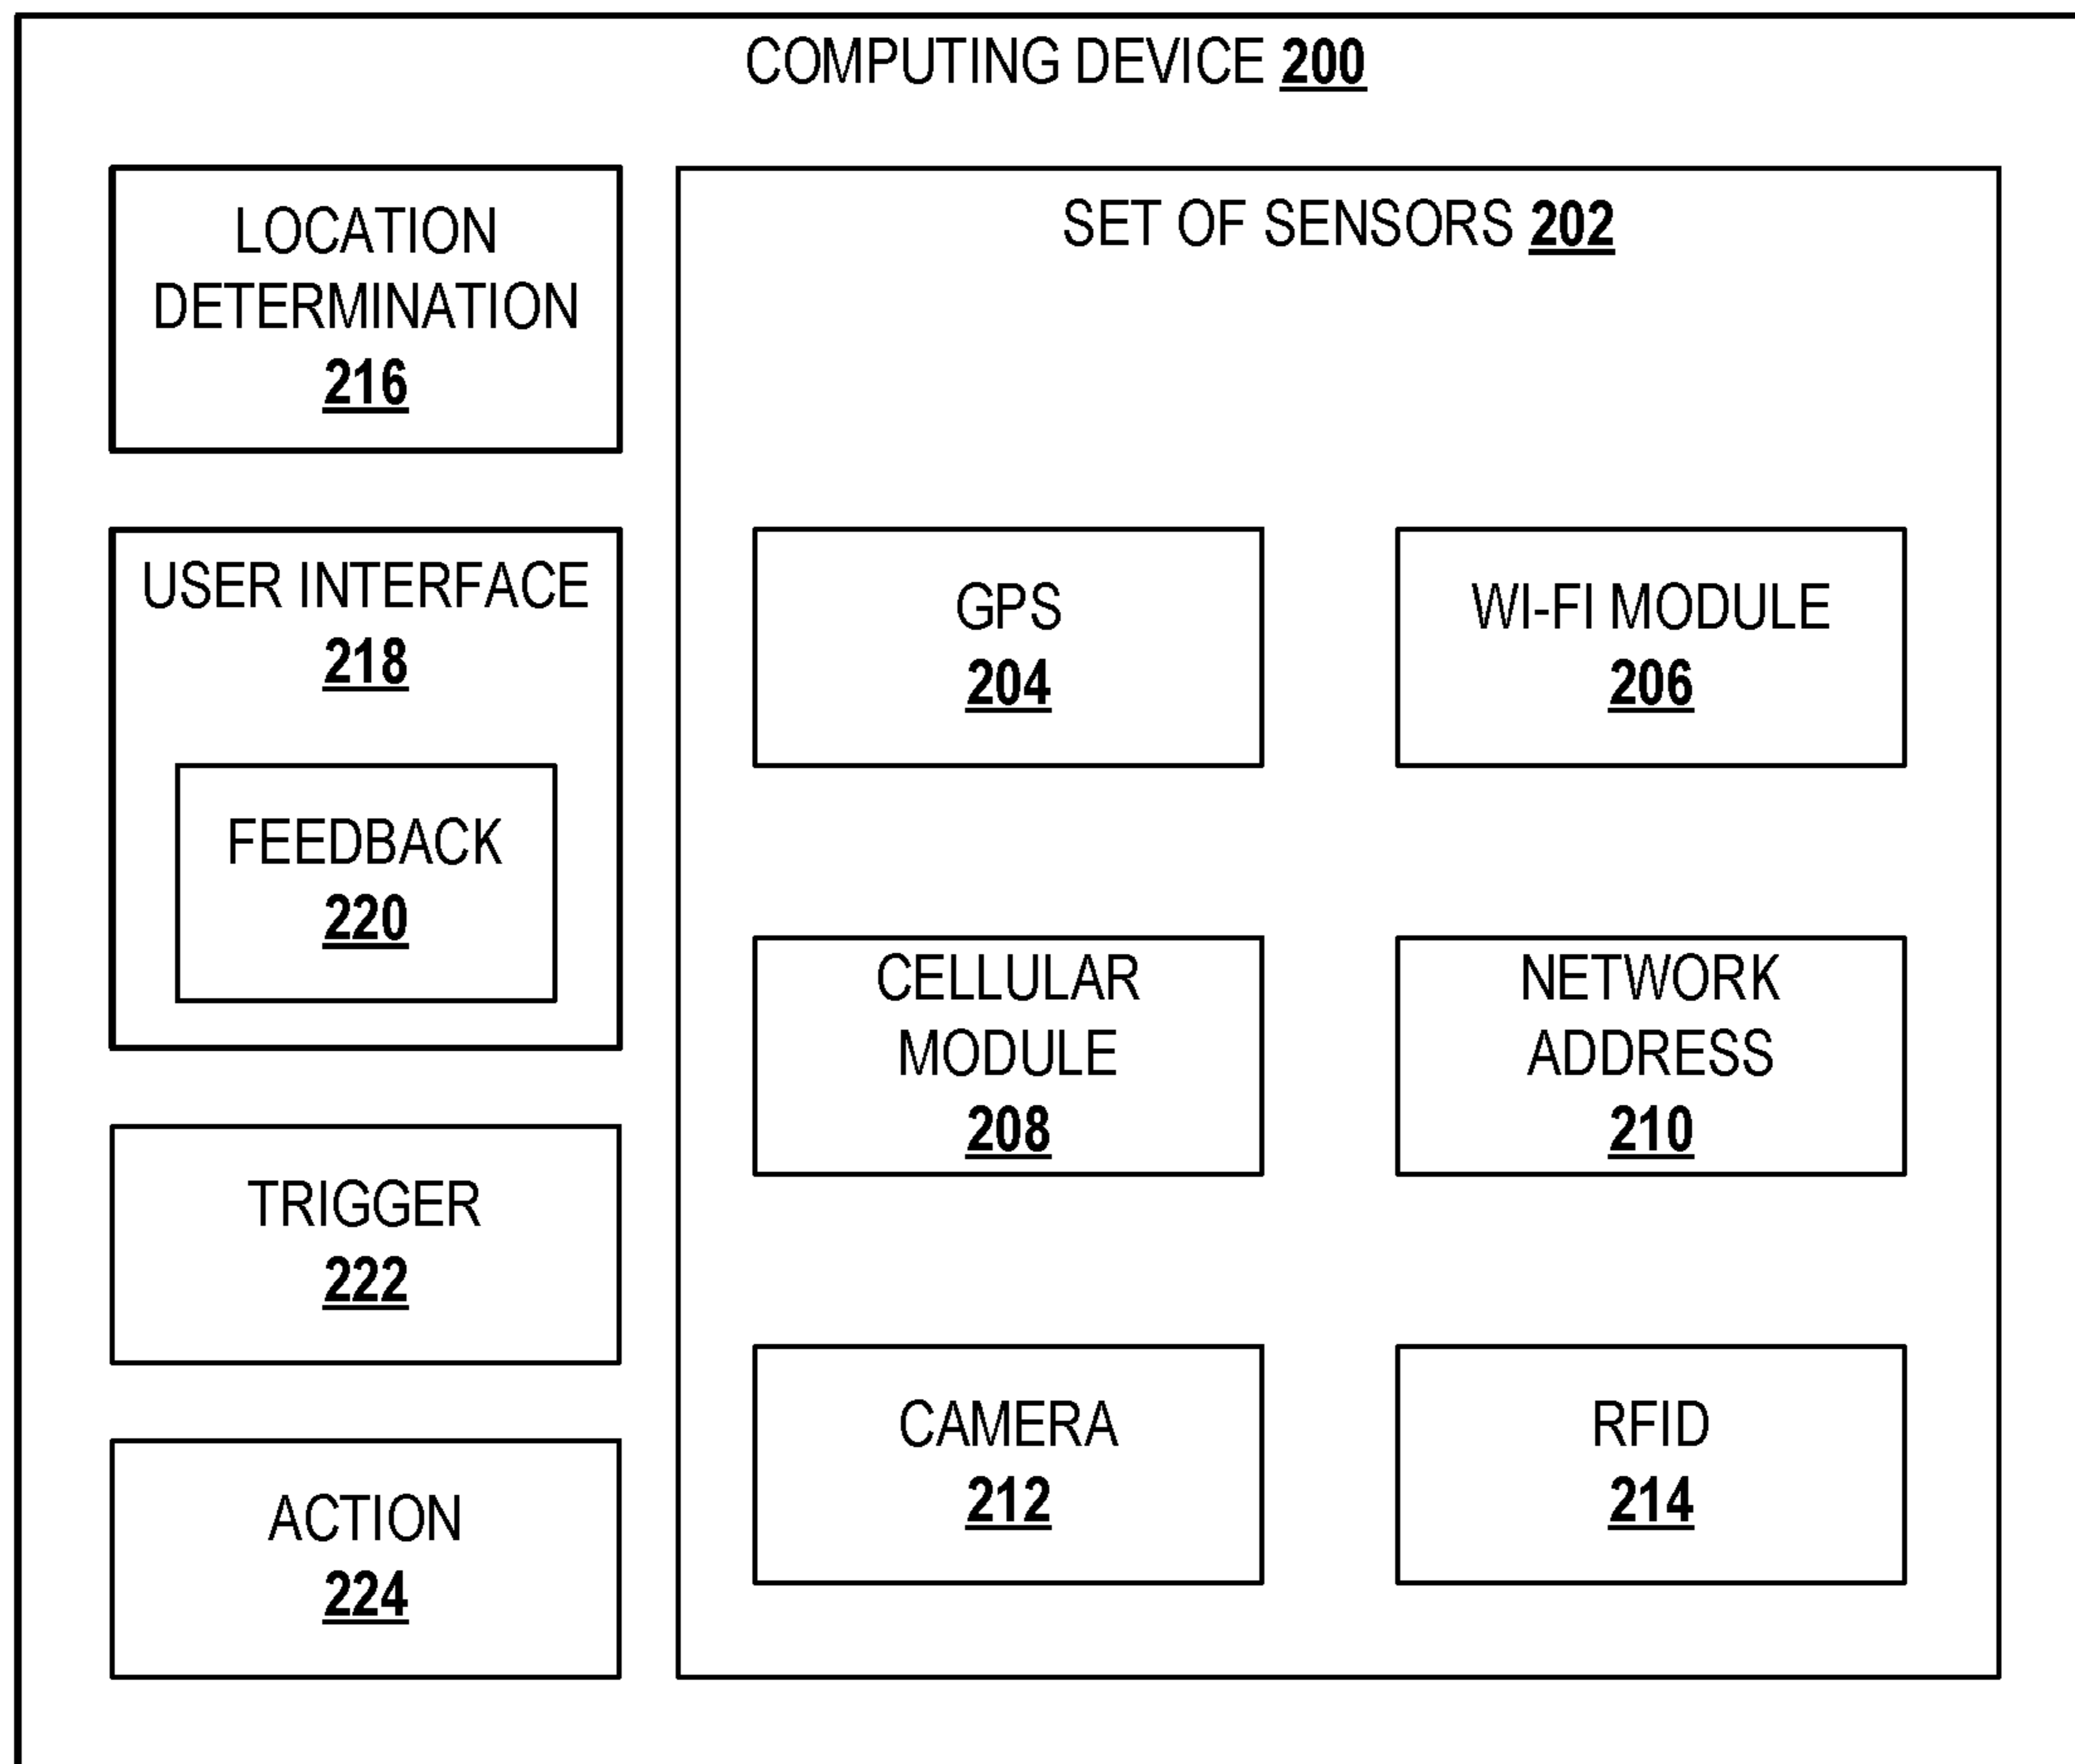 COMPUTING DEVICE 200
LOCATION
DETERMINATION
216
USER INTERFACE
218
FEEDBACK
220
TRIGGER
222
ACTION
224
SET OF SENSORS 202
GPS
204
WI-FI MODULE
206
CELLULAR
MODULE
208
NETWORK
ADDRESS
210
CAMERA
212
RFID
214